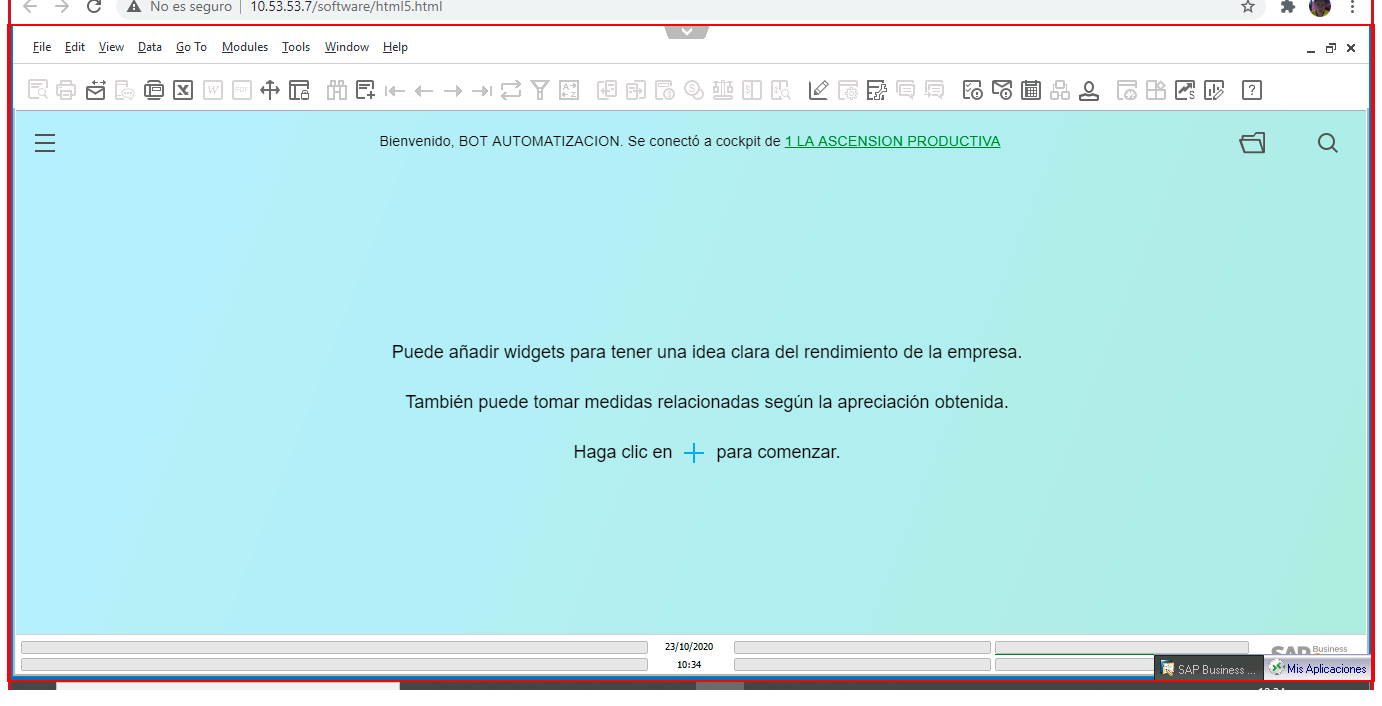 No es seguro | 10.53.53.7/software/html5.html
File Edit View Data Go To Modules Tools Window Help
W PDF A Z Z S S S ?
Bienvenido, BOT AUTOMATIZACION. Se conectó a cockpit de 1 LA ASCENSION PRODUCTIVA
Puede añadir widgets para tener una idea clara del rendimiento de la empresa.
También puede tomar medidas relacionadas según la apreciación obtenida.
Haga clic en + para comenzar.
23/10/2020
10:34
SAP Business
SAP Business ... Mis Aplicaciones